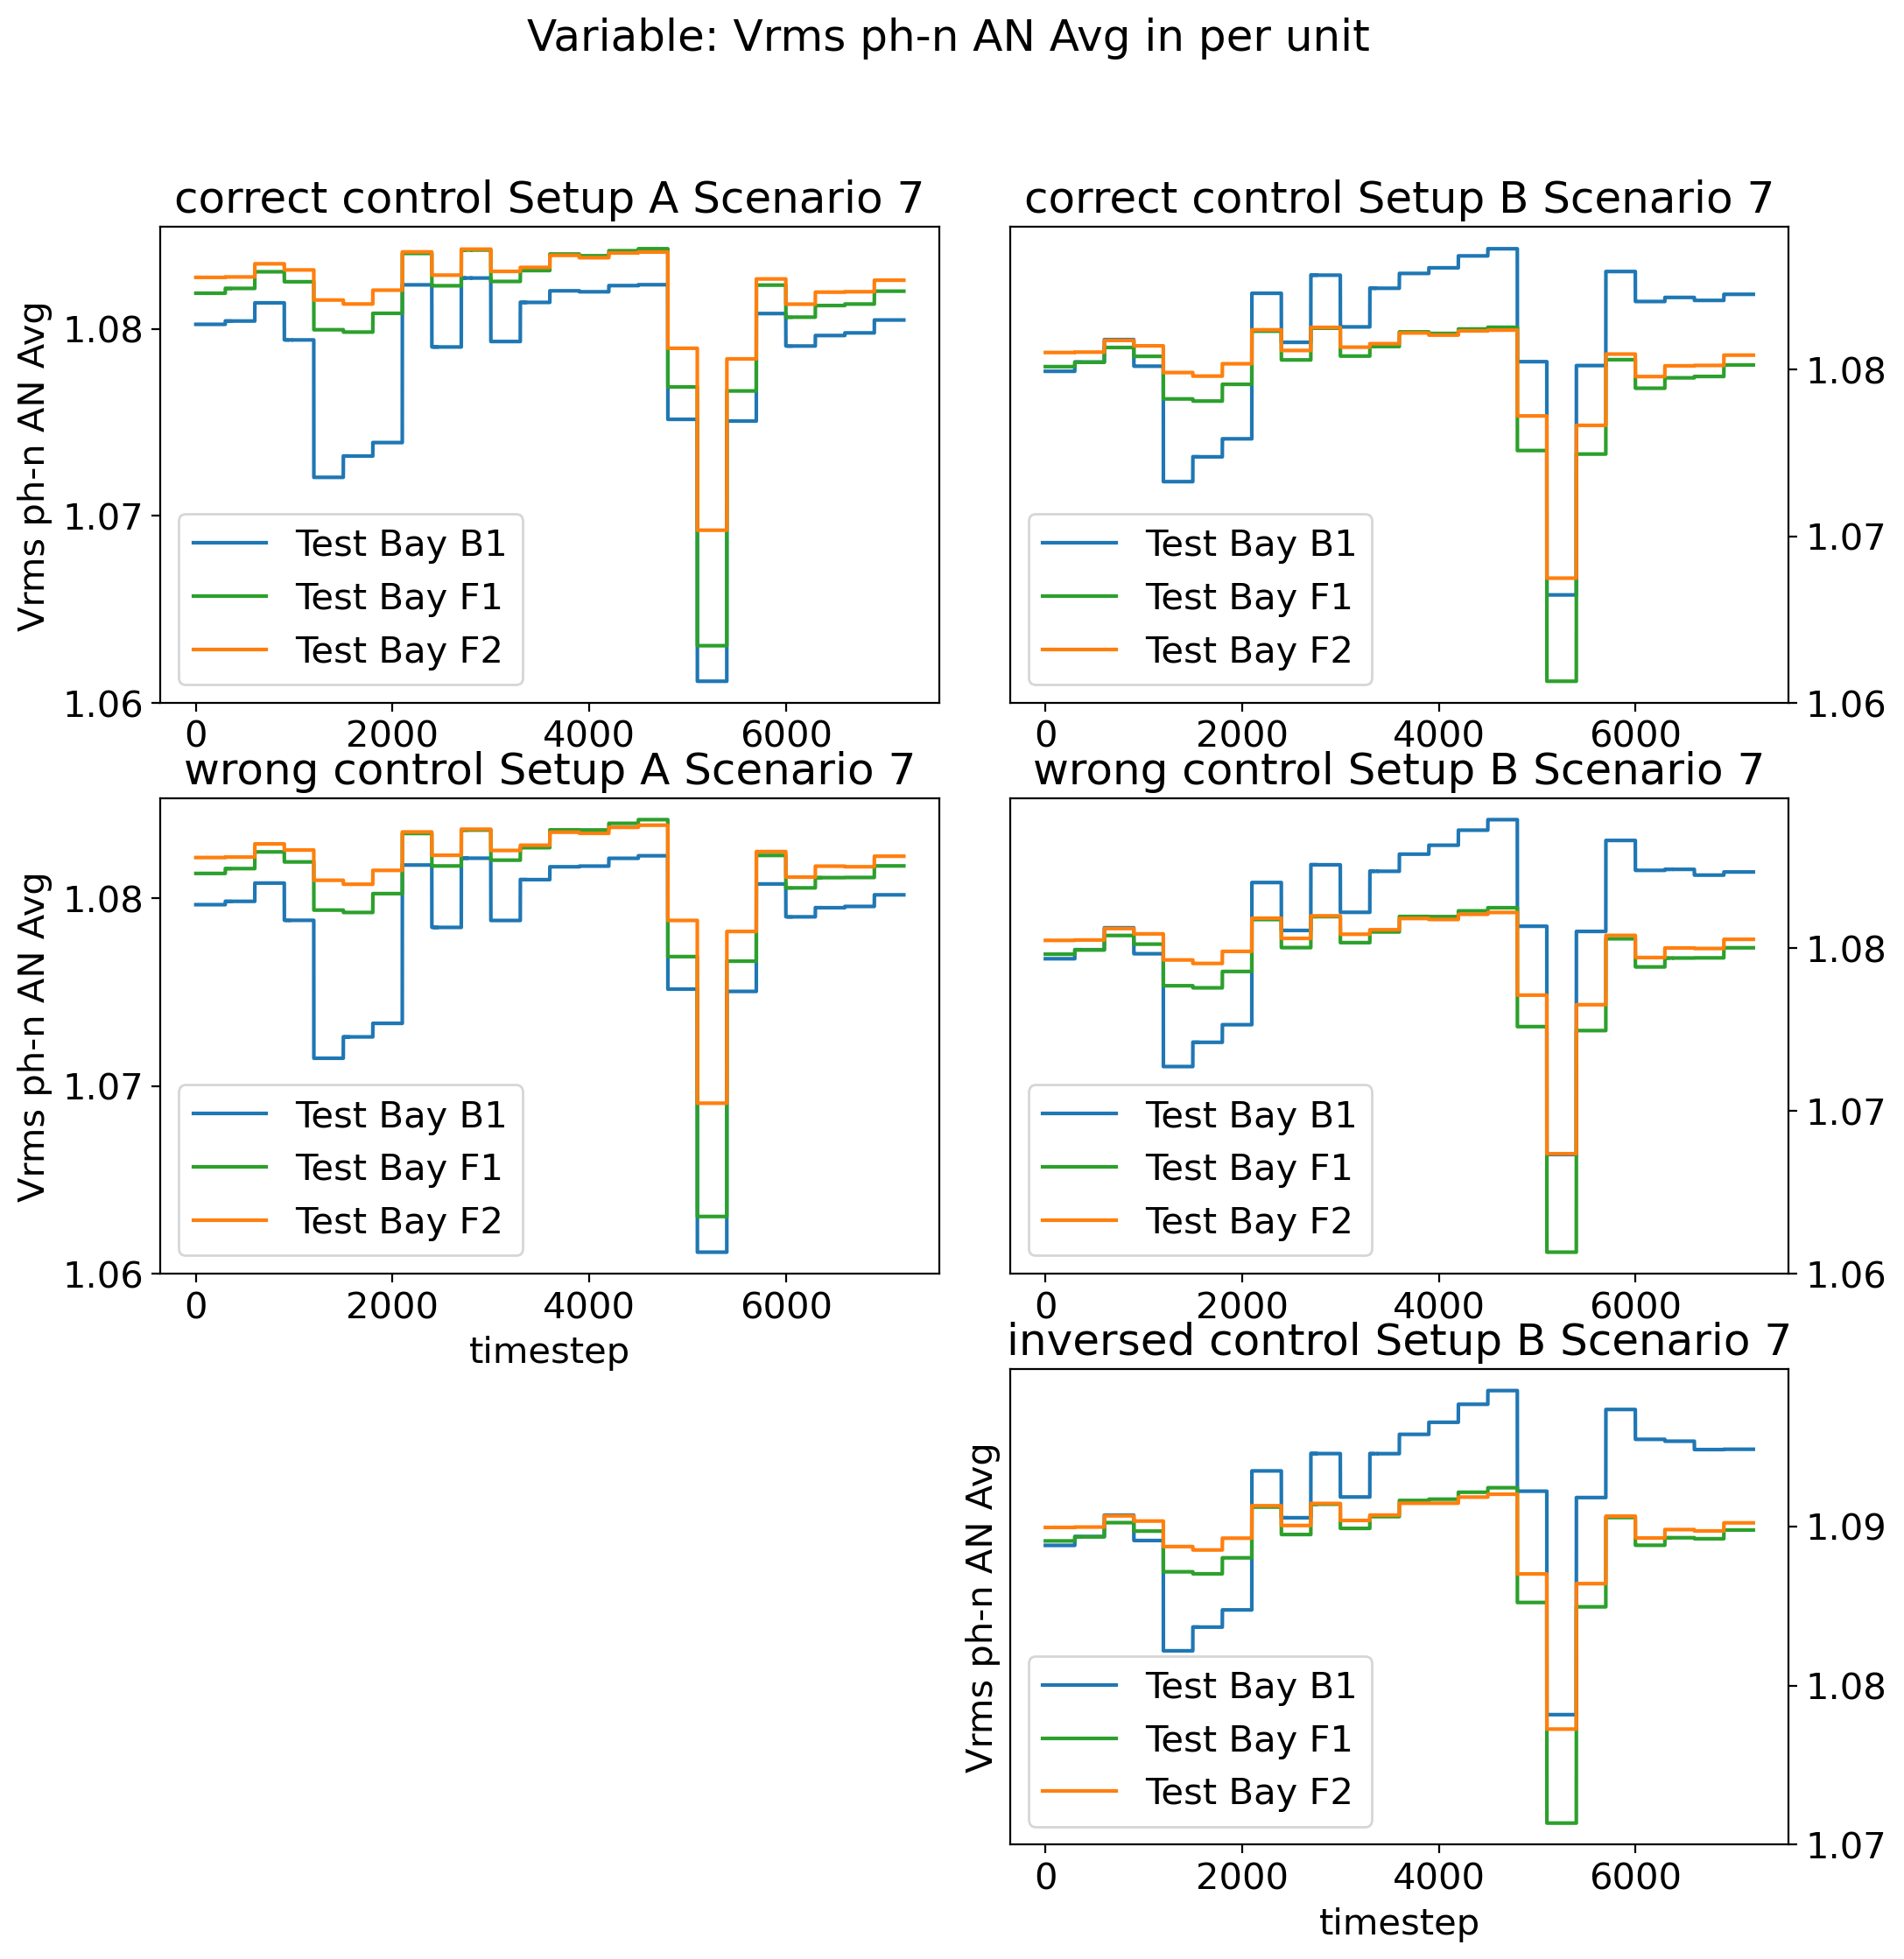 Variable: Vrms ph-n AN Avg in per unit
correct control Setup A Scenario 7
Vrms ph-n AN Avg
1.08
1.07
1.06
Test Bay B1
Test Bay F1
Test Bay F2
0 2000 4000 6000
correct control Setup B Scenario 7
1.08
1.07
1.06
Test Bay B1
Test Bay F1
Test Bay F2
0 2000 4000 6000
wrong control Setup A Scenario 7
Vrms ph-n AN Avg
1.08
1.07
1.06
Test Bay B1
Test Bay F1
Test Bay F2
0 2000 4000 6000
timestep
wrong control Setup B Scenario 7
1.08
1.07
1.06
Test Bay B1
Test Bay F1
Test Bay F2
0 2000 4000 6000
inversed control Setup B Scenario 7
Vrms ph-n AN Avg
1.09
1.08
1.07
Test Bay B1
Test Bay F1
Test Bay F2
0 2000 4000 6000
timestep